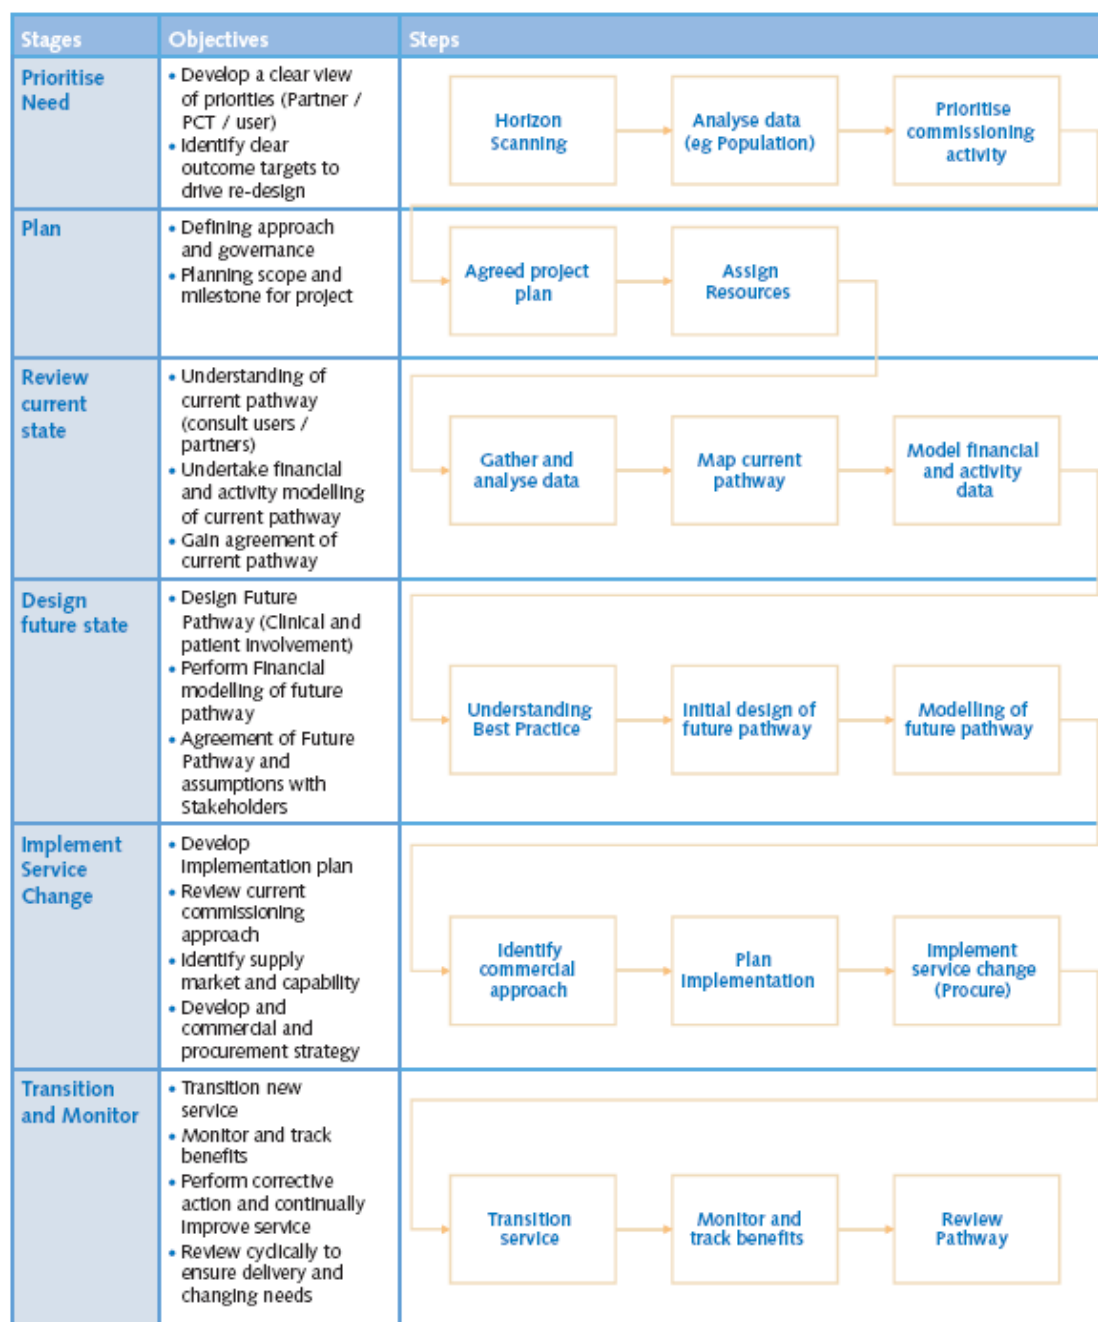 Stages
Objectives
Steps
Prioritise
Need
• Develop a clear view
of priorities (Partner /
PCT / user)
• Identify clear
outcome targets to
drive re-design
Horizon
Scanning
Analyse data
(eg Population)
Prioritise
commissioning
activity
Plan
• Defining approach
and governance
• Planning scope and
milestone for project
Agreed project
plan
Assign
Resources
Review
current
state
• Understanding of
current pathway
(consult users /
partners)
• Undertake financial
and activity modelling
of current pathway
• Gain agreement of
current pathway
Gather and
analyse data
Map current
pathway
Model financial
and activity
data
Design
future state
• Design Future
Pathway (Clinical and
patient Involvement)
• Perform Financial
modelling of future
pathway
• Agreement of Future
Pathway and
assumptions with
Stakeholders
Understanding
Best Practice
Initial design of
future pathway
Modelling of
future pathway
Implement
Service
Change
• Develop
Implementation plan
• Review current
commissioning
approach
• Identify supply
market and capability
• Develop and
commercial and
procurement strategy
Identify
commercial
approach
Plan
Implementation
Implement
service change
(Procure)
Transition
and Monitor
• Transition new
service
• Monitor and track
benefits
• Perform corrective
action and continually
Improve service
• Review cyclically to
ensure delivery and
changing needs
Transition
service
Monitor and
track benefits
Review
Pathway